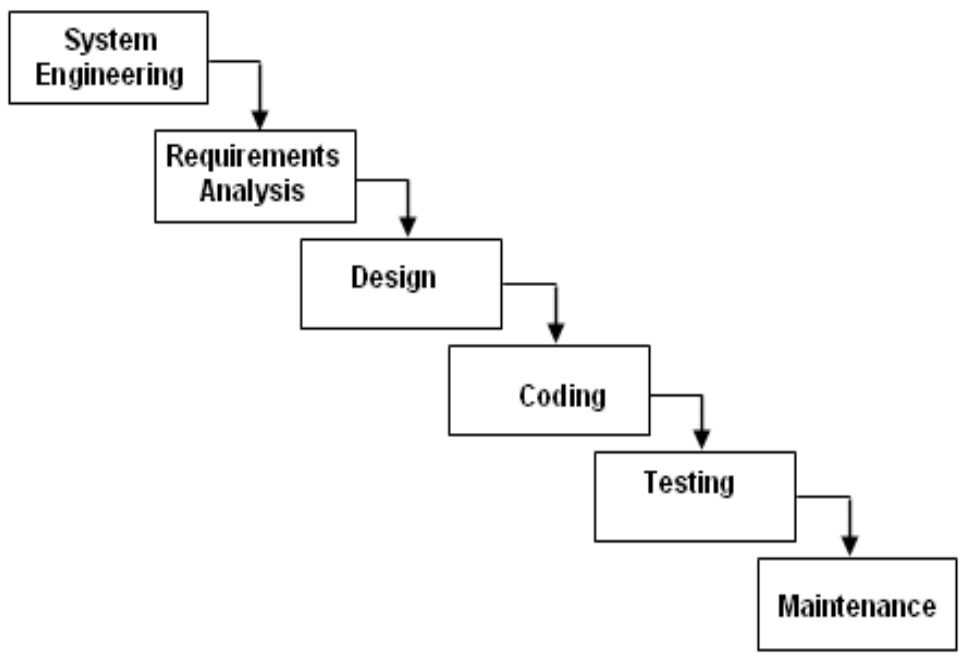 System
Engineering
Requirements
Analysis
Design
Coding
Testing
Maintenance